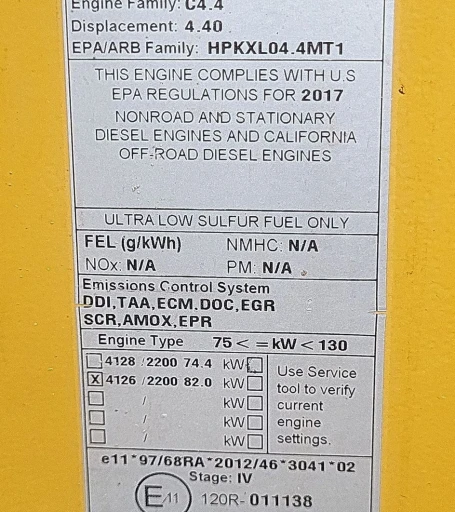 Engine Family: C4.4
Displacement: 4.40
EPA/ARB Family: HPKXL04.4MT1
THIS ENGINE COMPLIES WITH U.S
EPA REGULATIONS FOR 2017
NONROAD AND STATIONARY
DIESEL ENGINES AND CALIFORNIA
OFF-ROAD DIESEL ENGINES
ULTRA LOW SULFUR FUEL ONLY
FEL (g/kWh) NMHC: N/A
NOx: N/A PM: N/A
Emissions Control System
DDI,TAA,ECM,DOC,EGR
SCR,AMOX,EPR
Engine Type 75 < = kW < 130
4128 /2200 74.4 kW
X 4126 /2200 82.0 kW
/ kW
/ kW
/ kW
Use Service
tool to verify
current
engine
settings.
e11*97/68RA*2012/46*3041*02
Stage: IV
E11 120R-011138